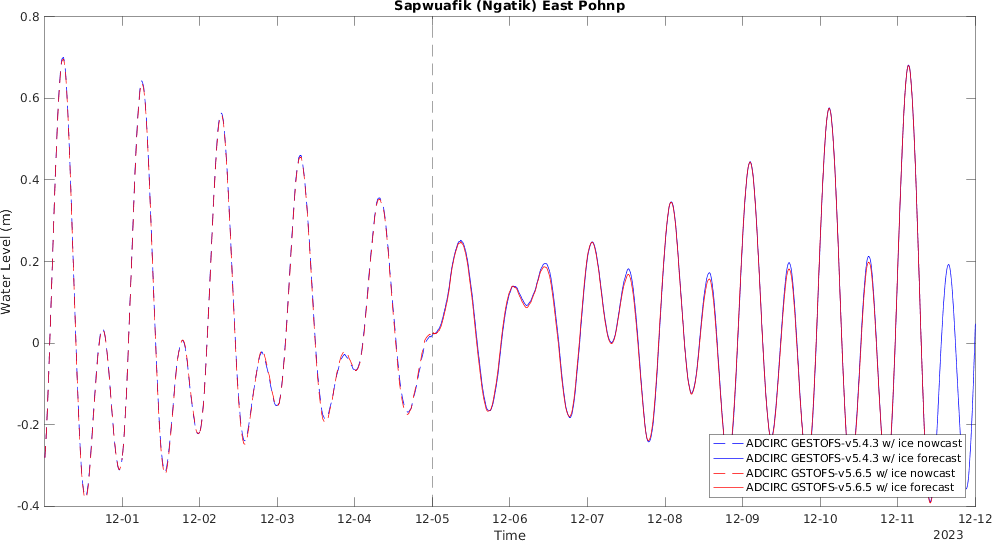 Sapwuafik (Ngatik) East Pohnp
0.8
0.6
0.4
0.2
0
-0.2
-0.4
Water Level (m)
ADCIRC GESTOFS-v5.4.3 w/ ice nowcast
ADCIRC GESTOFS-v5.4.3 w/ ice forecast
ADCIRC GSTOFS-v5.6.5 w/ ice nowcast
ADCIRC GSTOFS-v5.6.5 w/ ice forecast
12-01 12-02 12-03 12-04 12-05 12-06 12-07 12-08 12-09 12-10 12-11 12-12
Time
2023